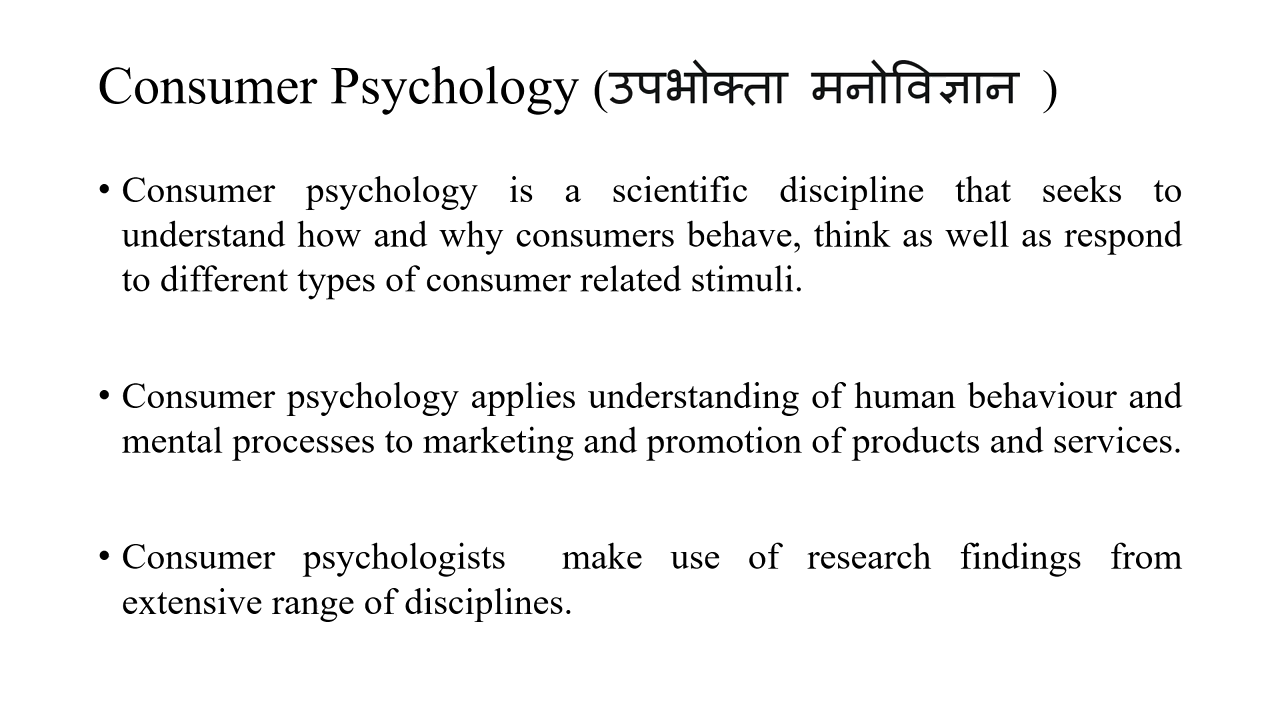 Consumer Psychology (उपभोक्ता मनोविज्ञान )
• Consumer psychology is a scientific discipline that seeks to
understand how and why consumers behave, think as well as respond
to different types of consumer related stimuli.
• Consumer psychology applies understanding of human behaviour and
mental processes to marketing and promotion of products and services.
• Consumer psychologists make use of research findings from
extensive range of disciplines.